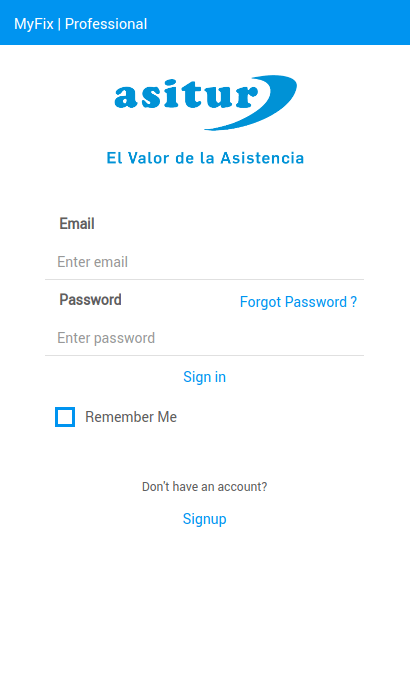 MyFix | Professional
asitur
El Valor de la Asistencia
Email
Enter email
Password
Forgot Password ?
Enter password
Sign in
Remember Me
Don't have an account?
Signup